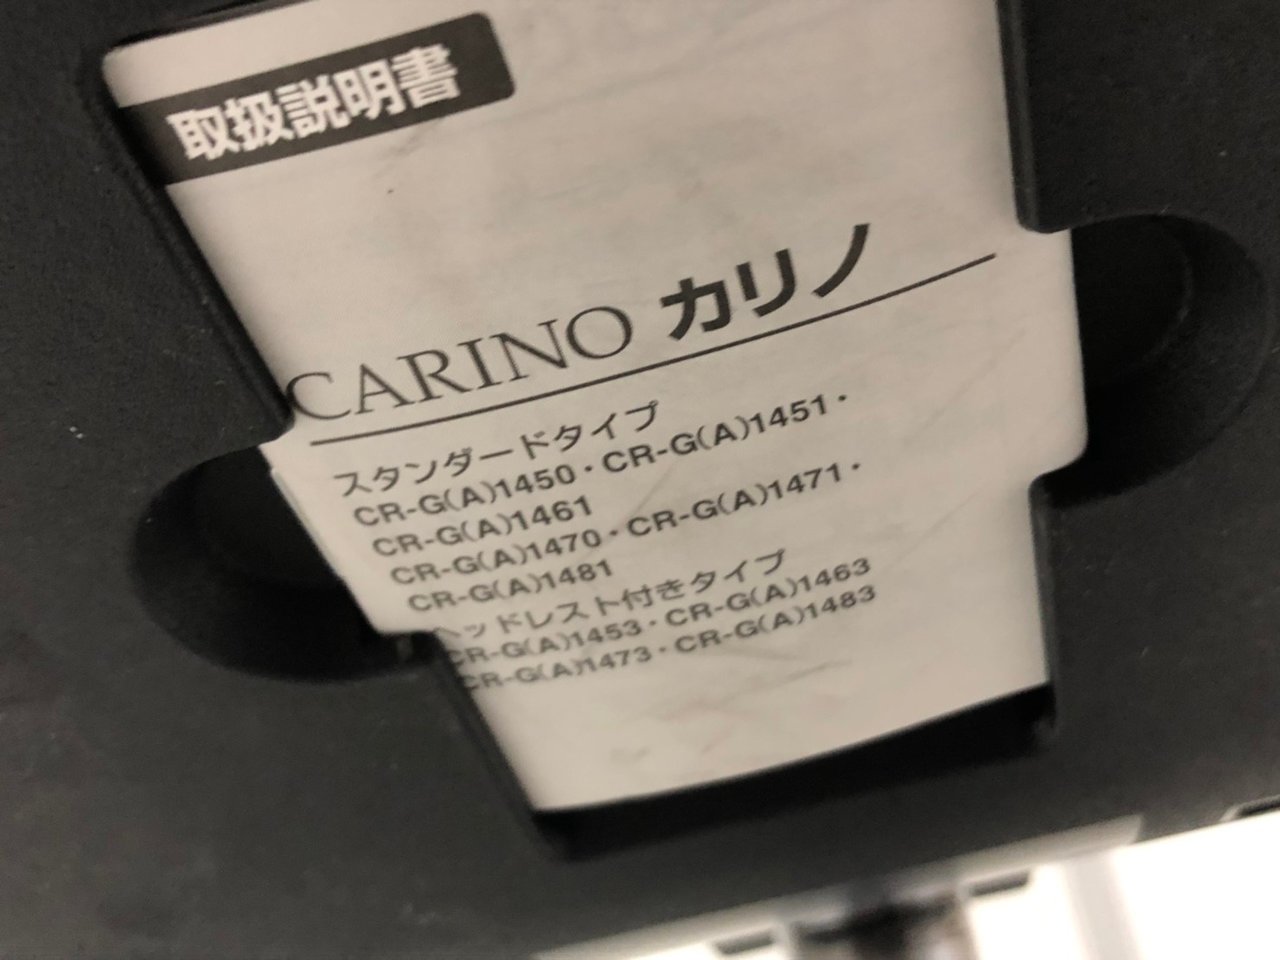 取扱説明書
CARINO カリノ
スタンダードタイプ
CR-G(A)1450・CR-G(A)1451・
CR-G(A)1461
CR-G(A)1470・CR-G(A)1471・
CR-G(A)1481
ヘッドレスト付きタイプ
CR-G(A)1453・CR-G(A)1463
CR-G(A)1473・CR-G(A)1483